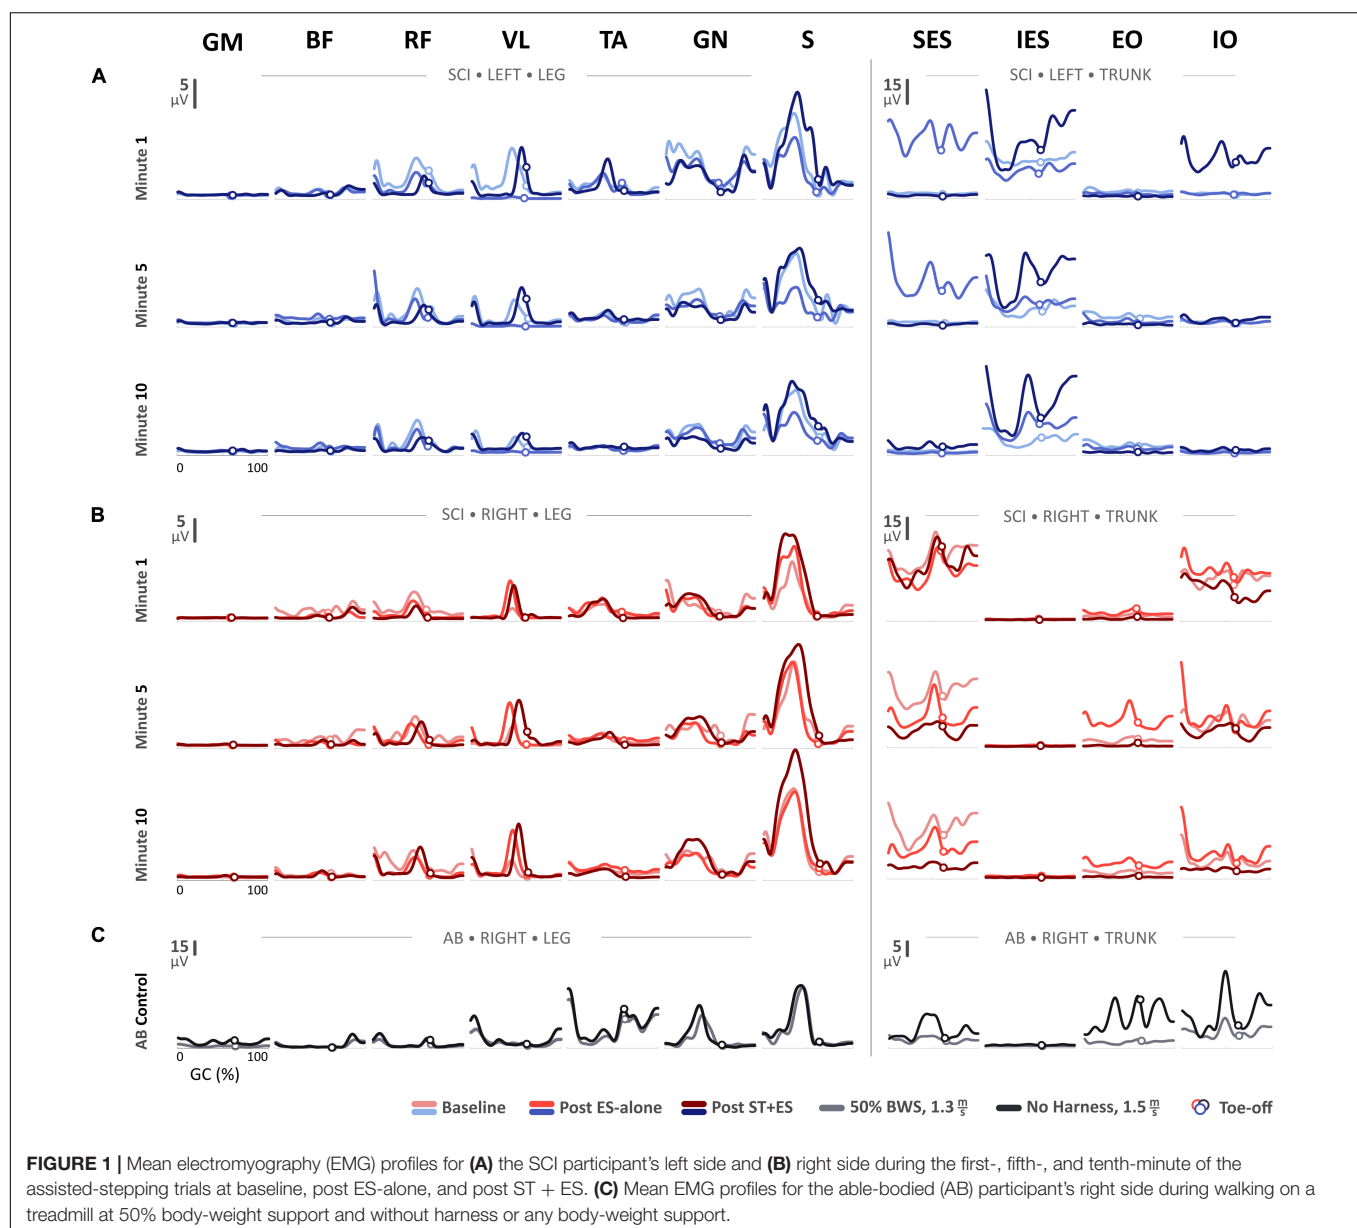 GM BF RF VL TA GN S SES IES EO IO
A
SCI • LEFT • LEG
SCI • LEFT • TRUNK
5
μV
15
μV
Minute 1
Minute 5
Minute 10
0 100
B
SCI • RIGHT • LEG
SCI • RIGHT • TRUNK
5
μV
15
μV
Minute 1
Minute 5
Minute 10
0 100
C
AB • RIGHT • LEG
AB • RIGHT • TRUNK
15
μV
5
μV
AB Control
0 100
GC (%)
Baseline Post ES-alone Post ST+ES 50% BWS, 1.3 m/s No Harness, 1.5 m/s Toe-off
FIGURE 1 | Mean electromyography (EMG) profiles for (A) the SCI participant's left side and (B) right side during the first-, fifth-, and tenth-minute of the
assisted-stepping trials at baseline, post ES-alone, and post ST + ES. (C) Mean EMG profiles for the able-bodied (AB) participant's right side during walking on a
treadmill at 50% body-weight support and without harness or any body-weight support.